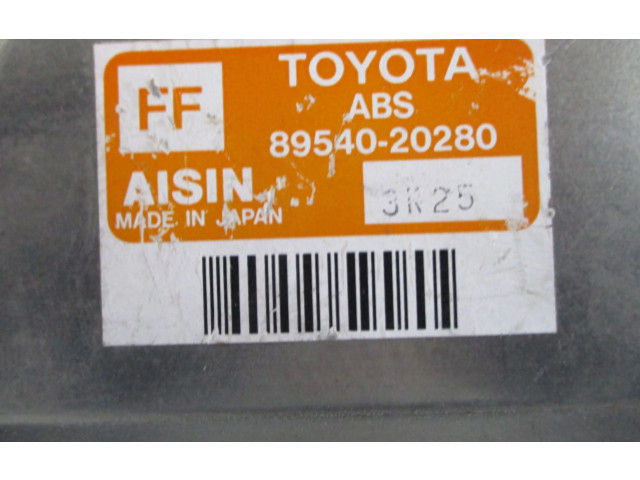 FF
TOYOTA
ABS
89540-20280
AISIN
3K25
MADE IN JAPAN